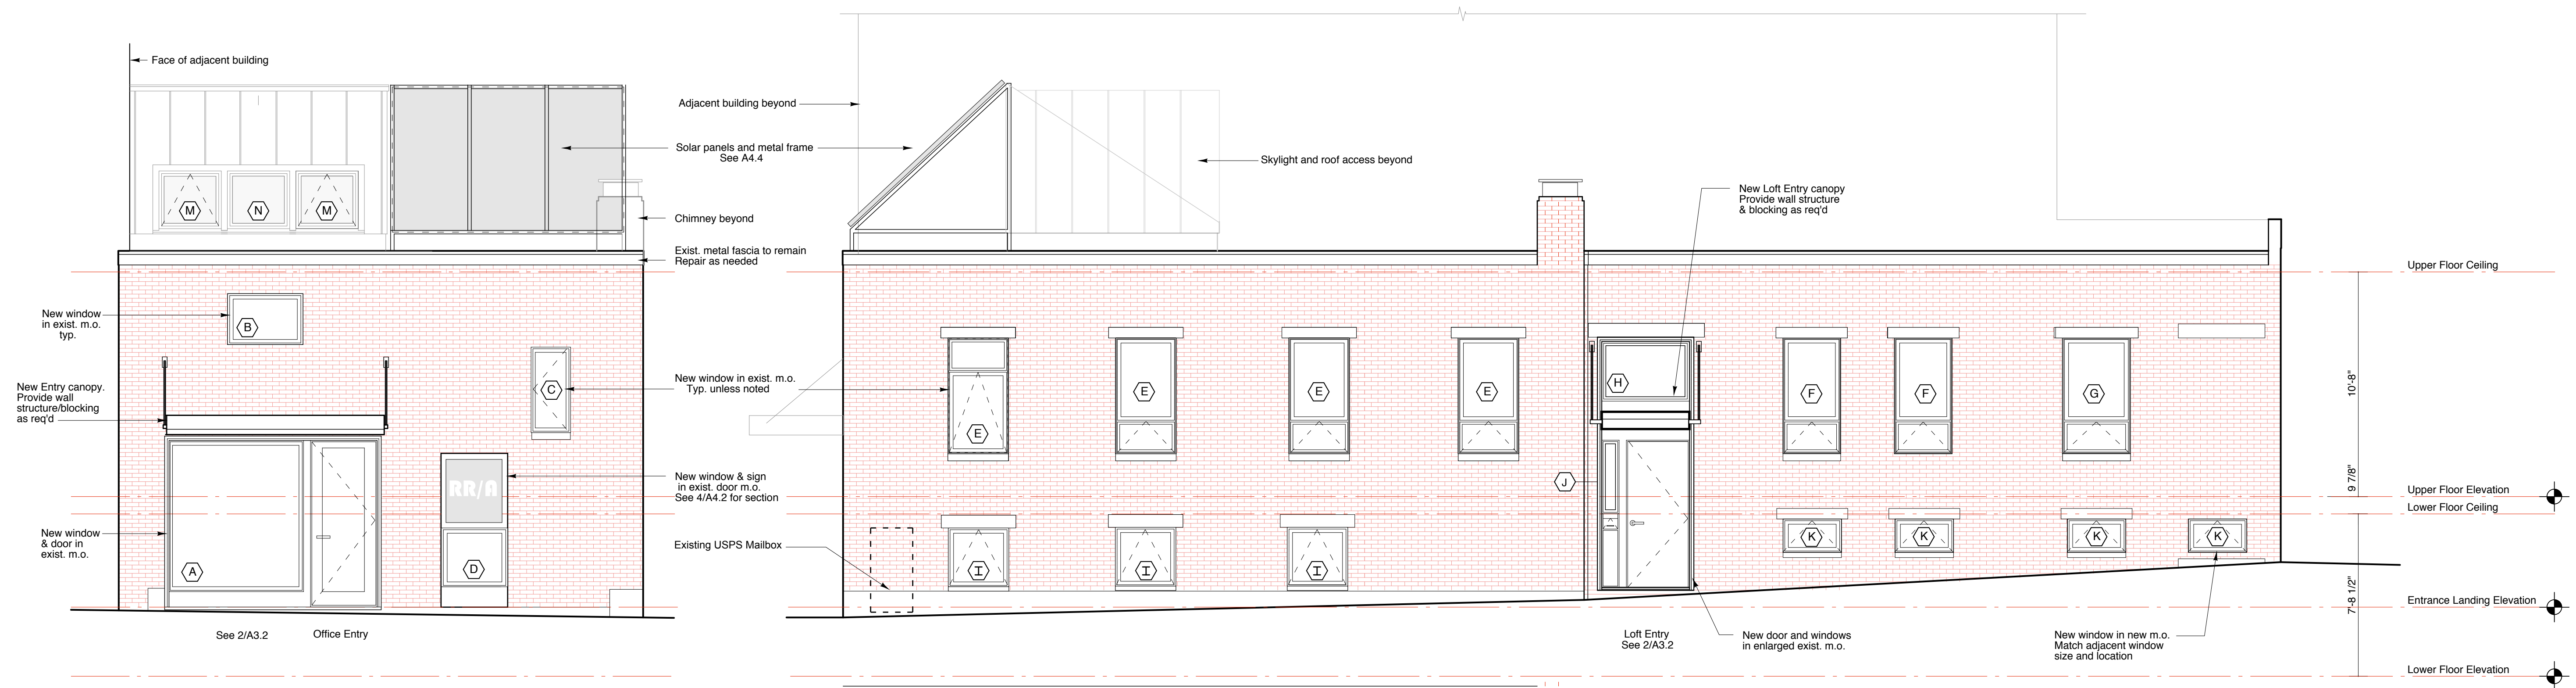 Face of adjacent building
M
N
M
B
C
A
D
RR/A
New window
in exist. m.o.
typ.
New Entry canopy.
Provide wall
structure/blocking
as req'd
New window
& door in
exist. m.o.
See 2/A3.2
Office Entry
Adjacent building beyond
Solar panels and metal frame
See A4.4
Chimney beyond
Exist. metal fascia to remain
Repair as needed
New window in exist. m.o.
Typ. unless noted
New window & sign
in exist. door m.o.
See 4/A4.2 for section
Existing USPS Mailbox
Skylight and roof access beyond
New Loft Entry canopy
Provide wall structure
& blocking as req'd
E
E
E
E
H
F
F
G
J
I
I
I
K
K
K
K
Loft Entry
See 2/A3.2
New door and windows
in enlarged exist. m.o.
New window in new m.o.
Match adjacent window
size and location
Upper Floor Ceiling
10'-8"
9 7/8"
Upper Floor Elevation
Lower Floor Ceiling
7'-8 1/2"
Entrance Landing Elevation
Lower Floor Elevation